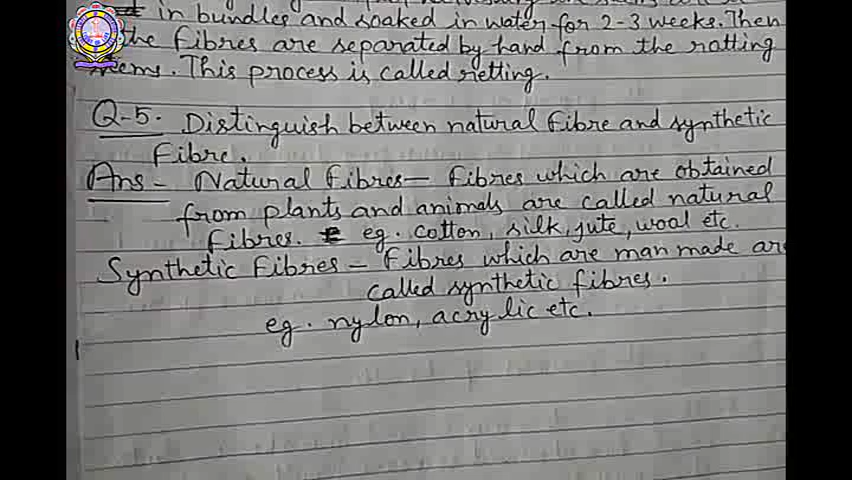 in bundles and soaked in water for 2-3 weeks. Then
the fibres are separated by hand from the rotting
stems. This process is called retting.
Q-5. Distinguish between natural fibre and synthetic
Fibre.
Ans - Natural fibres - Fibres which are obtained
from plants and animals are called natural
fibres. eg. cotton, silk, jute, wool etc.
Synthetic Fibres - Fibres which are man made are
called synthetic fibres.
eg. nylon, acrylic etc.